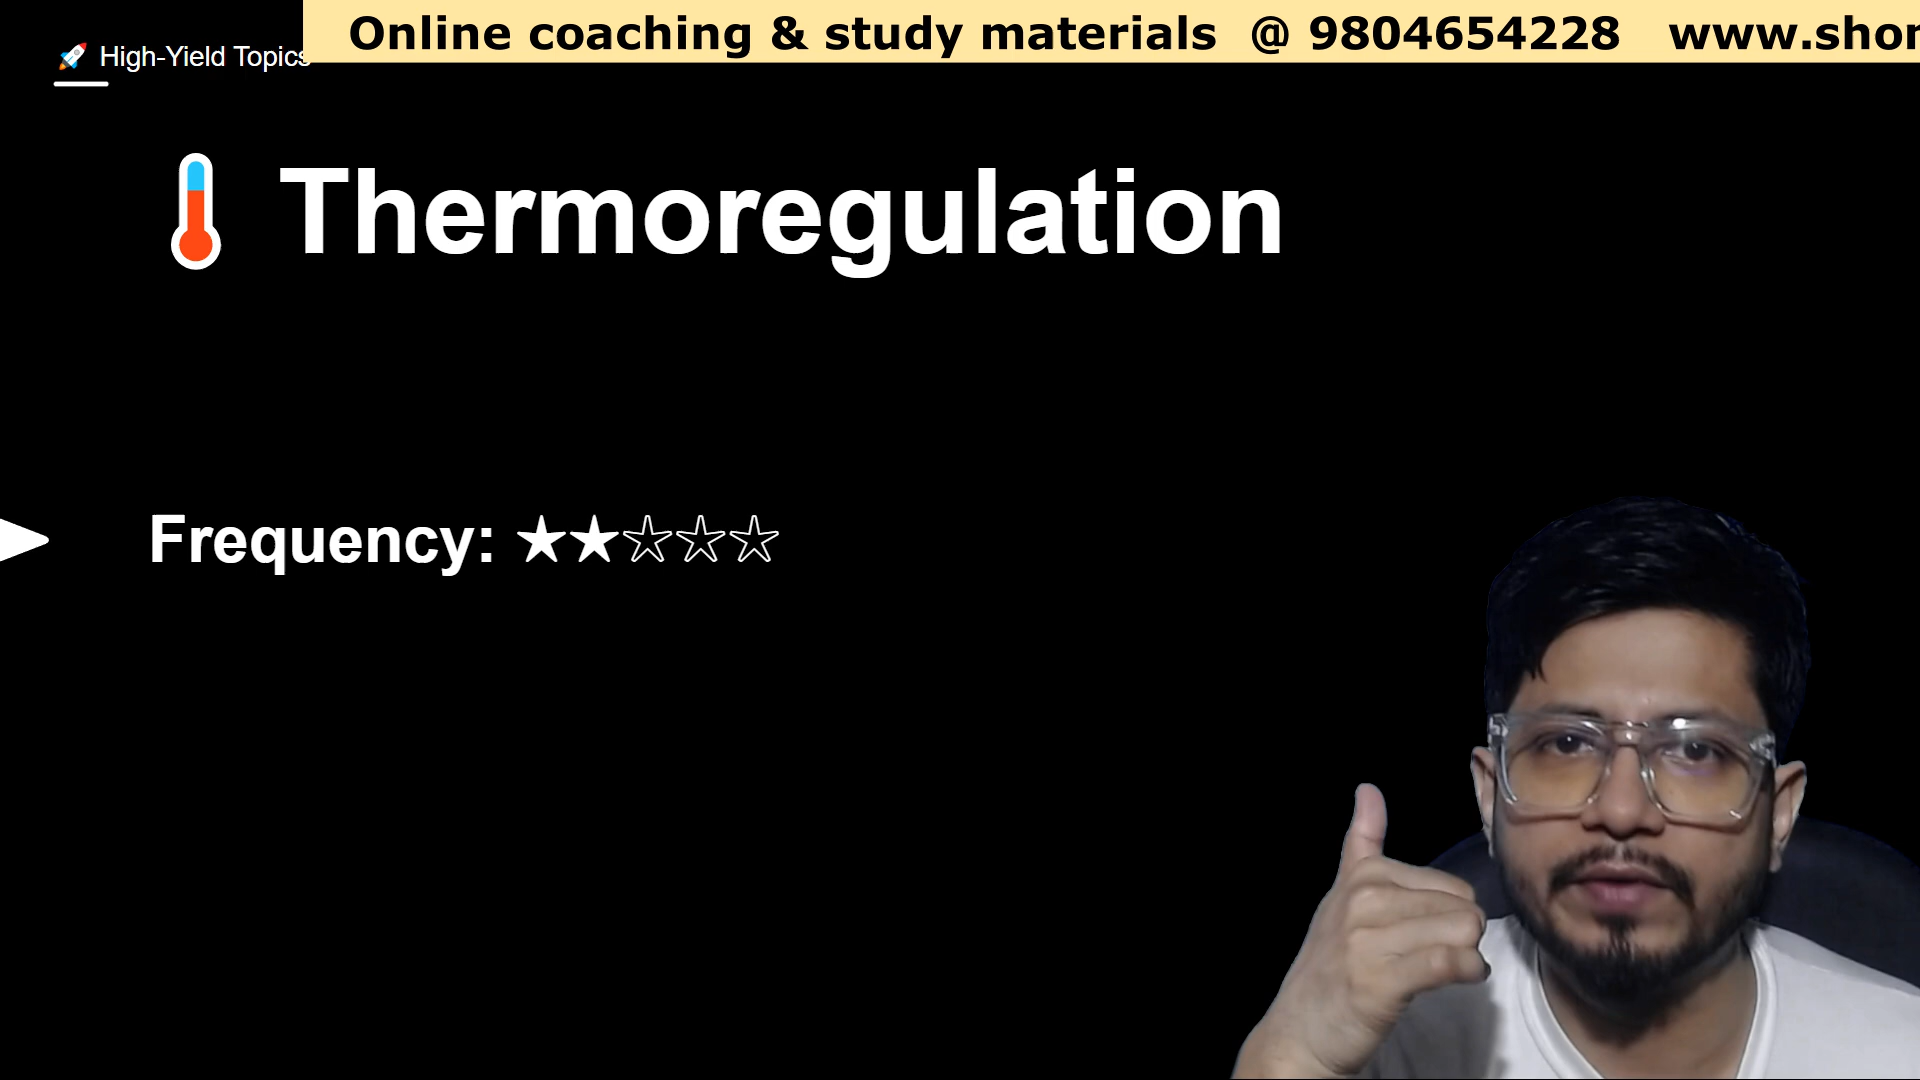 Online coaching & study materials @ 9804654228 www.shor
🚀 High-Yield Topics
🌡 Thermoregulation
Frequency: ★★☆☆☆